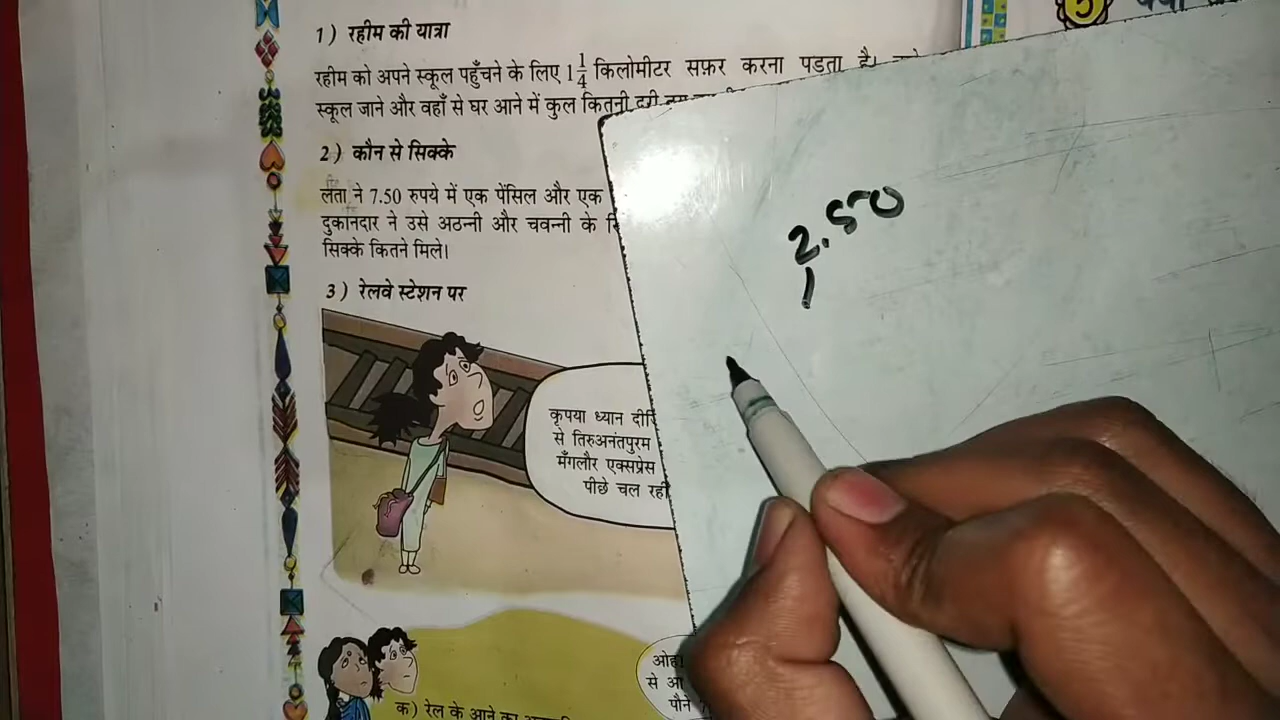 1) रहीम की यात्रा
रहीम को अपने स्कूल पहुँचने के लिए 1 1/4 किलोमीटर सफ़र करना पडता है।
स्कूल जाने और वहाँ से घर आने में कुल कितनी दूरी
2) कौन से सिक्के
लता ने 7.50 रुपये में एक पेंसिल और एक
दुकानदार ने उसे अठन्नी और चवन्नी के
सिक्के कितने मिले।
3) रेलवे स्टेशन पर
कृपया ध्यान
से तिरुअनंतपुरम
मँगलौर एक्सप्रेस
पीछे चल रही
ओह
से आ
पौने
क) रेल के आने का
2.50
5